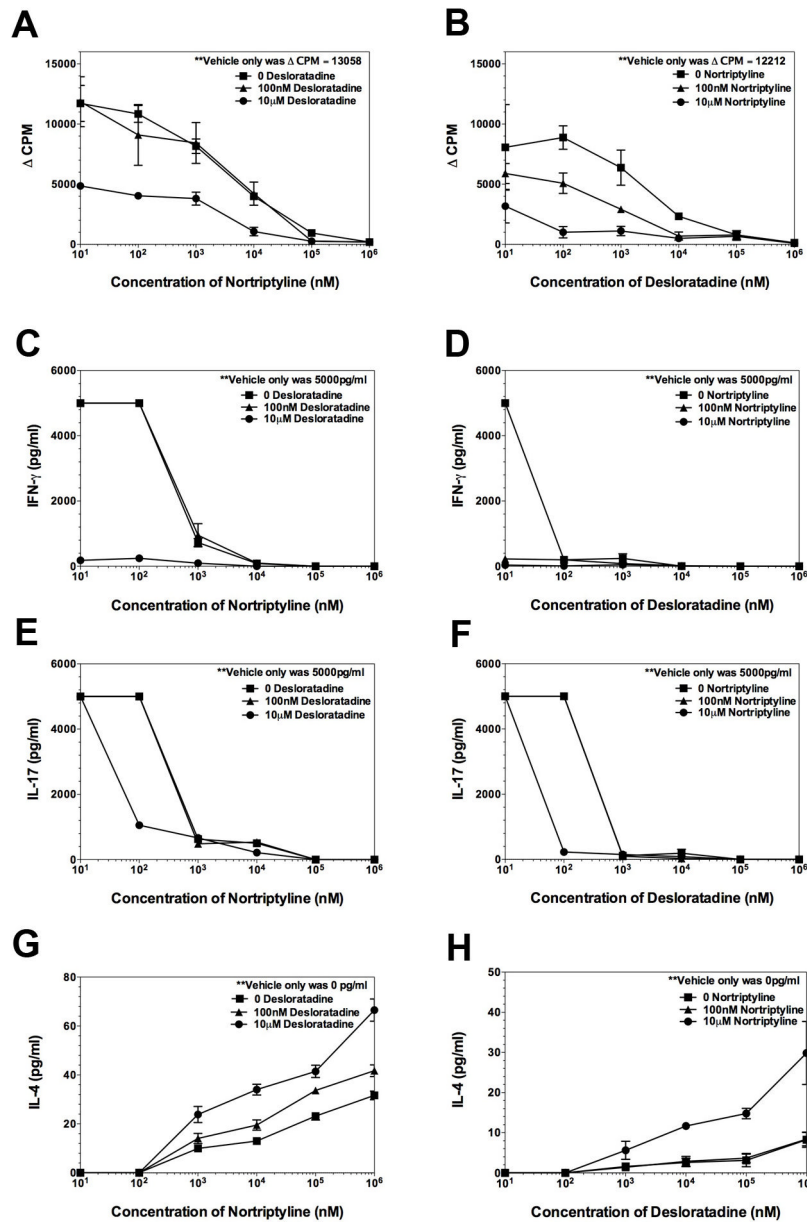 A
**Vehicle only was Δ CPM = 13058
0 Desloratadine
100nM Desloratadine
10μM Desloratadine
15000
10000
5000
0
Δ CPM
10¹ 10² 10³ 10⁴ 10⁵ 10⁶
Concentration of Nortriptyline (nM)
B
**Vehicle only was Δ CPM = 12212
0 Nortriptyline
100nM Nortriptyline
10μM Nortriptyline
15000
10000
5000
0
Δ CPM
10¹ 10² 10³ 10⁴ 10⁵ 10⁶
Concentration of Desloratadine (nM)
C
**Vehicle only was 5000pg/ml
0 Desloratadine
100nM Desloratadine
10μM Desloratadine
6000
4000
2000
0
IFN-γ (pg/ml)
10¹ 10² 10³ 10⁴ 10⁵ 10⁶
Concentration of Nortriptyline (nM)
D
**Vehicle only was 5000pg/ml
0 Nortriptyline
100nM Nortriptyline
10μM Nortriptyline
6000
4000
2000
0
IFN-γ (pg/ml)
10¹ 10² 10³ 10⁴ 10⁵ 10⁶
Concentration of Desloratadine (nM)
E
**Vehicle only was 5000pg/ml
0 Desloratadine
100nM Desloratadine
10μM Desloratadine
6000
4000
2000
0
IL-17 (pg/ml)
10¹ 10² 10³ 10⁴ 10⁵ 10⁶
Concentration of Nortriptyline (nM)
F
**Vehicle only was 5000pg/ml
0 Nortriptyline
100nM Nortriptyline
10μM Nortriptyline
6000
4000
2000
0
IL-17 (pg/ml)
10¹ 10² 10³ 10⁴ 10⁵ 10⁶
Concentration of Desloratadine (nM)
G
**Vehicle only was 0 pg/ml
0 Desloratadine
100nM Desloratadine
10μM Desloratadine
80
60
40
20
0
IL-4 (pg/ml)
10¹ 10² 10³ 10⁴ 10⁵ 10⁶
Concentration of Nortriptyline (nM)
H
**Vehicle only was 0pg/ml
0 Nortriptyline
100nM Nortriptyline
10μM Nortriptyline
50
40
30
20
10
0
IL-4 (pg/ml)
10¹ 10² 10³ 10⁴ 10⁵
Concentration of Desloratadine (nM)